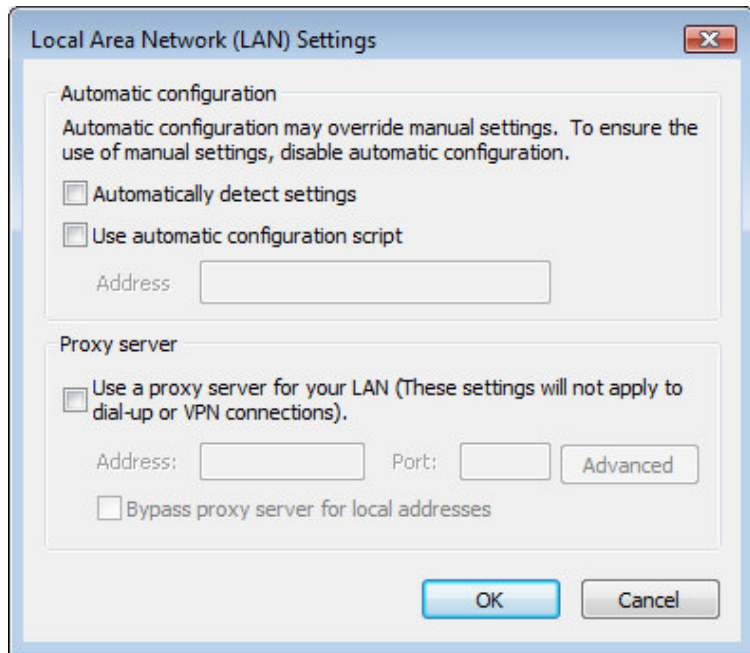 Local Area Network (LAN) Settings
Automatic configuration
Automatic configuration may override manual settings.  To ensure the
use of manual settings, disable automatic configuration.
Automatically detect settings
Use automatic configuration script
Address
Proxy server
Use a proxy server for your LAN (These settings will not apply to
dial-up or VPN connections).
Address: Port: Advanced
Bypass proxy server for local addresses
OK Cancel